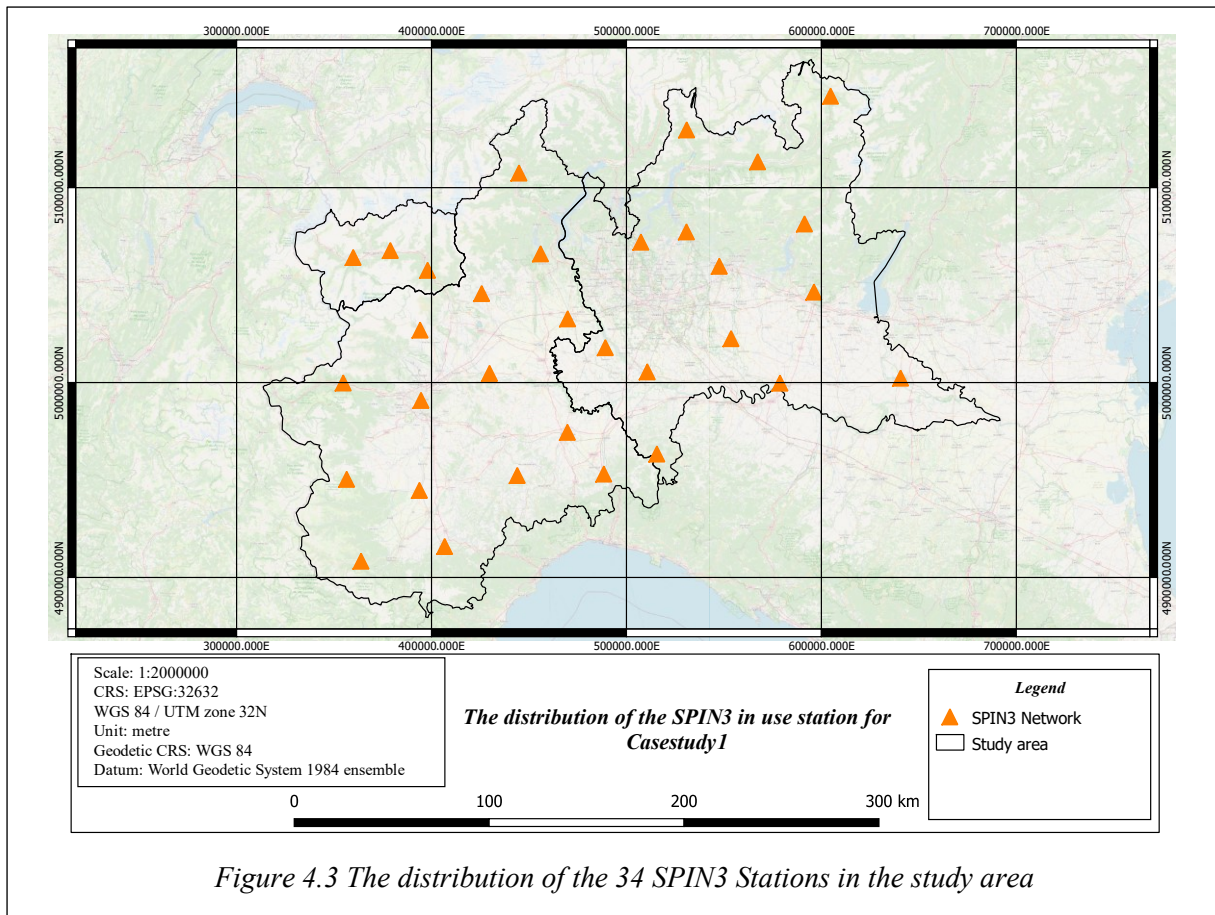 300000.000E 400000.000E 500000.000E 600000.000E 700000.000E
5100000.000N 5100000.000N
5000000.000N 5000000.000N
4900000.000N 4900000.000N
300000.000E 400000.000E 500000.000E 600000.000E 700000.000E
Scale: 1:2000000
CRS: EPSG:32632
WGS 84 / UTM zone 32N
Unit: metre
Geodetic CRS: WGS 84
Datum: World Geodetic System 1984 ensemble
The distribution of the SPIN3 in use station for
Casestudy1
Legend
SPIN3 Network
Study area
0 100 200 300 km
Figure 4.3 The distribution of the 34 SPIN3 Stations in the study area